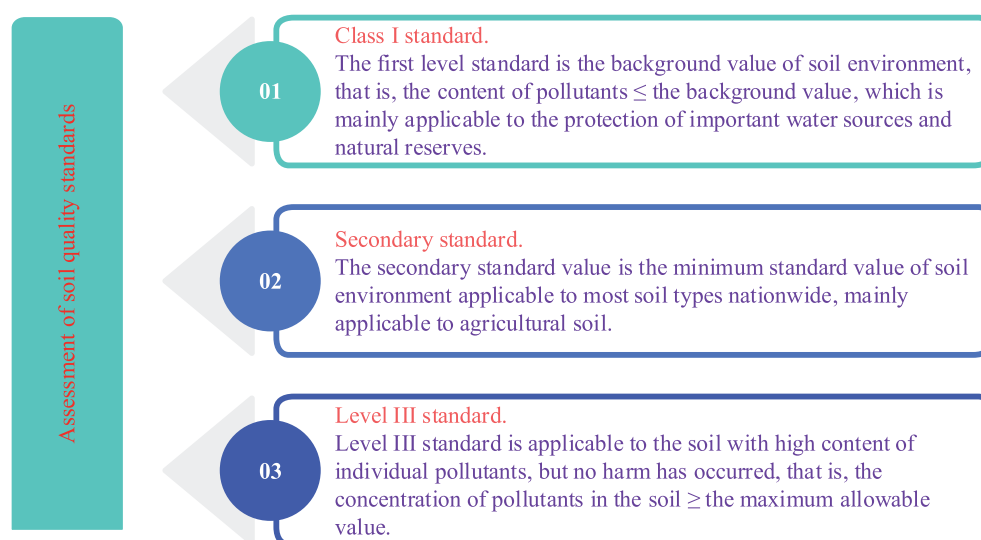 Assessment of soil quality standards
01
Class I standard.
The first level standard is the background value of soil environment,
that is, the content of pollutants ≤ the background value, which is
mainly applicable to the protection of important water sources and
natural reserves.
02
Secondary standard.
The secondary standard value is the minimum standard value of soil
environment applicable to most soil types nationwide, mainly
applicable to agricultural soil.
03
Level III standard.
Level III standard is applicable to the soil with high content of
individual pollutants, but no harm has occurred, that is, the
concentration of pollutants in the soil ≥ the maximum allowable
value.